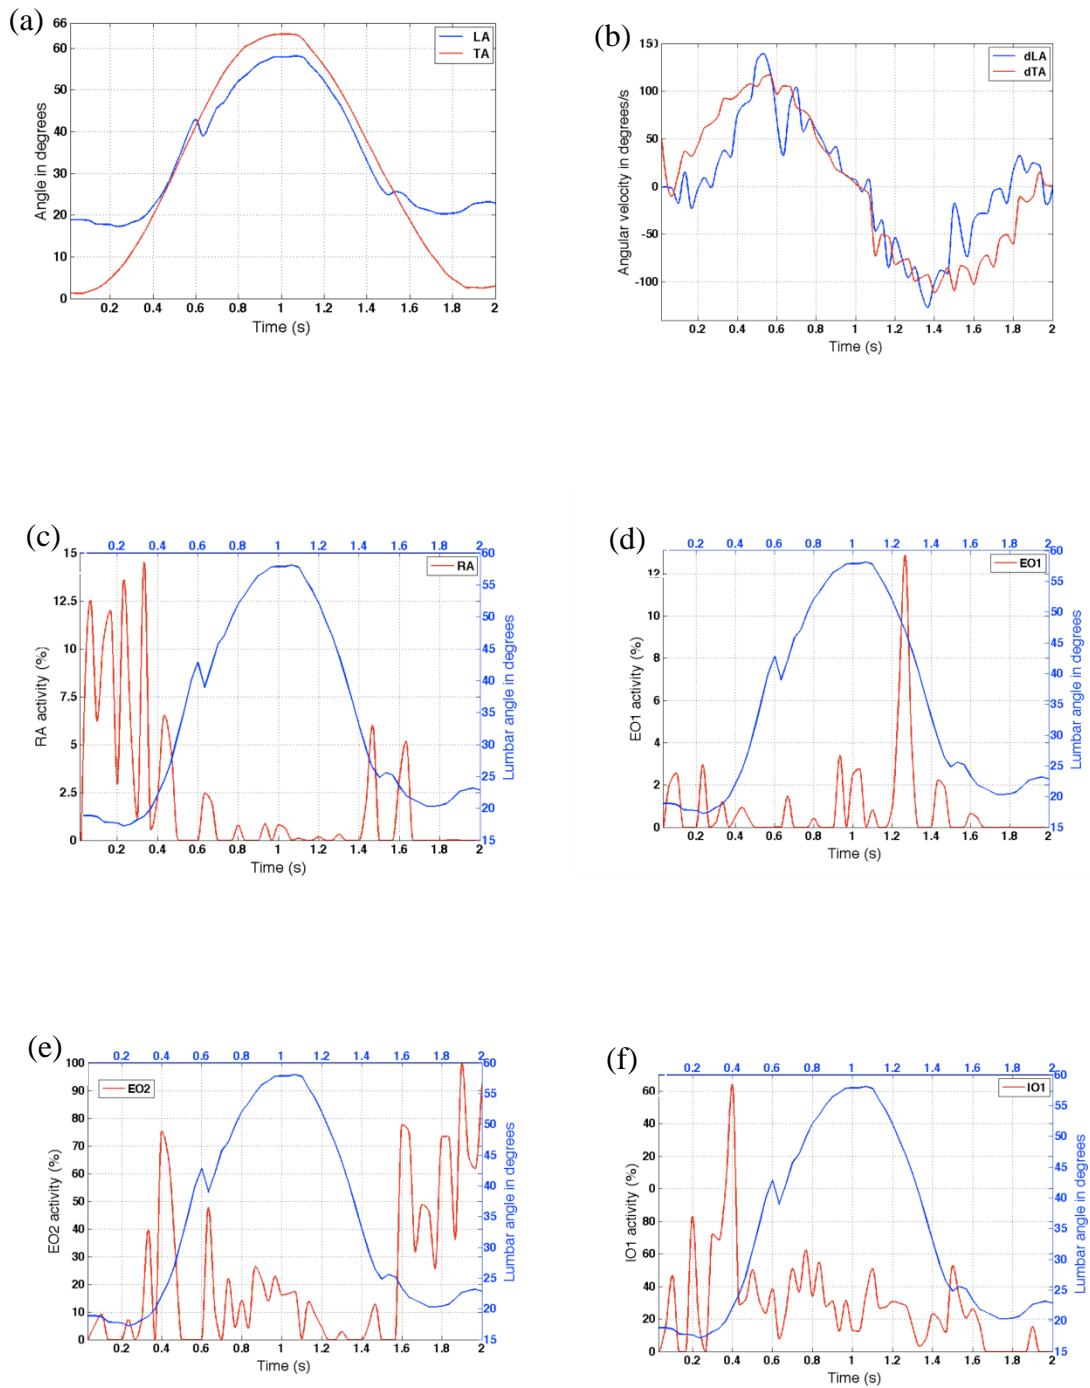 (a)
66
60
50
40
30
20
10
0
Angle in degrees
LA
TA
0.2 0.4 0.6 0.8 1 1.2 1.4 1.6 1.8 2
Time (s)
(b)
150
100
50
0
-50
-100
Angular velocity in degrees/s
dLA
dTA
0.2 0.4 0.6 0.8 1 1.2 1.4 1.6 1.8 2
Time (s)
(c)
0.2 0.4 0.6 0.8 1 1.2 1.4 1.6 1.8 2
15
12.5
10
7.5
5
2.5
0
RA activity (%)
RA
60
55
50
45
40
35
30
25
20
15
Lumbar angle in degrees
0.2 0.4 0.6 0.8 1 1.2 1.4 1.6 1.8 2
Time (s)
(d)
0.2 0.4 0.6 0.8 1 1.2 1.4 1.6 1.8 2
12
10
8
6
4
2
0
EO1 activity (%)
EO1
60
55
50
45
40
35
30
25
20
15
Lumbar angle in degrees
0.2 0.4 0.6 0.8 1 1.2 1.4 1.6 1.8 2
Time (s)
(e)
0.2 0.4 0.6 0.8 1 1.2 1.4 1.6 1.8 2
100
90
80
70
60
50
40
30
20
10
0
EO2 activity (%)
EO2
60
55
50
45
40
35
30
25
20
15
Lumbar angle in degrees
0.2 0.4 0.6 0.8 1 1.2 1.4 1.6 1.8 2
Time (s)
(f)
0.2 0.4 0.6 0.8 1 1.2 1.4 1.6 1.8 2
60
40
20
0
80
60
40
20
0
IO1 activity (%)
IO1
60
55
50
45
40
35
30
25
20
15
Lumbar angle in degrees
0.2 0.4 0.6 0.8 1 1.2 1.4 1.6 1.8 2
Time (s)